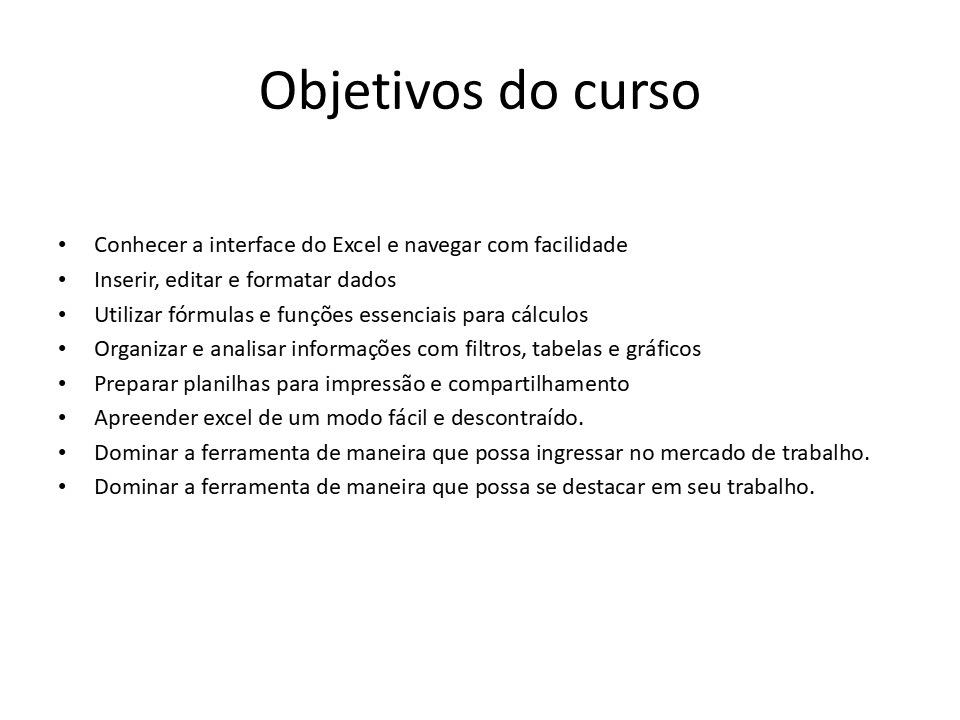 Objetivos do curso
• Conhecer a interface do Excel e navegar com facilidade
• Inserir, editar e formatar dados
• Utilizar fórmulas e funções essenciais para cálculos
• Organizar e analisar informações com filtros, tabelas e gráficos
• Preparar planilhas para impressão e compartilhamento
• Apreender excel de um modo fácil e descontraído.
• Dominar a ferramenta de maneira que possa ingressar no mercado de trabalho.
• Dominar a ferramenta de maneira que possa se destacar em seu trabalho.